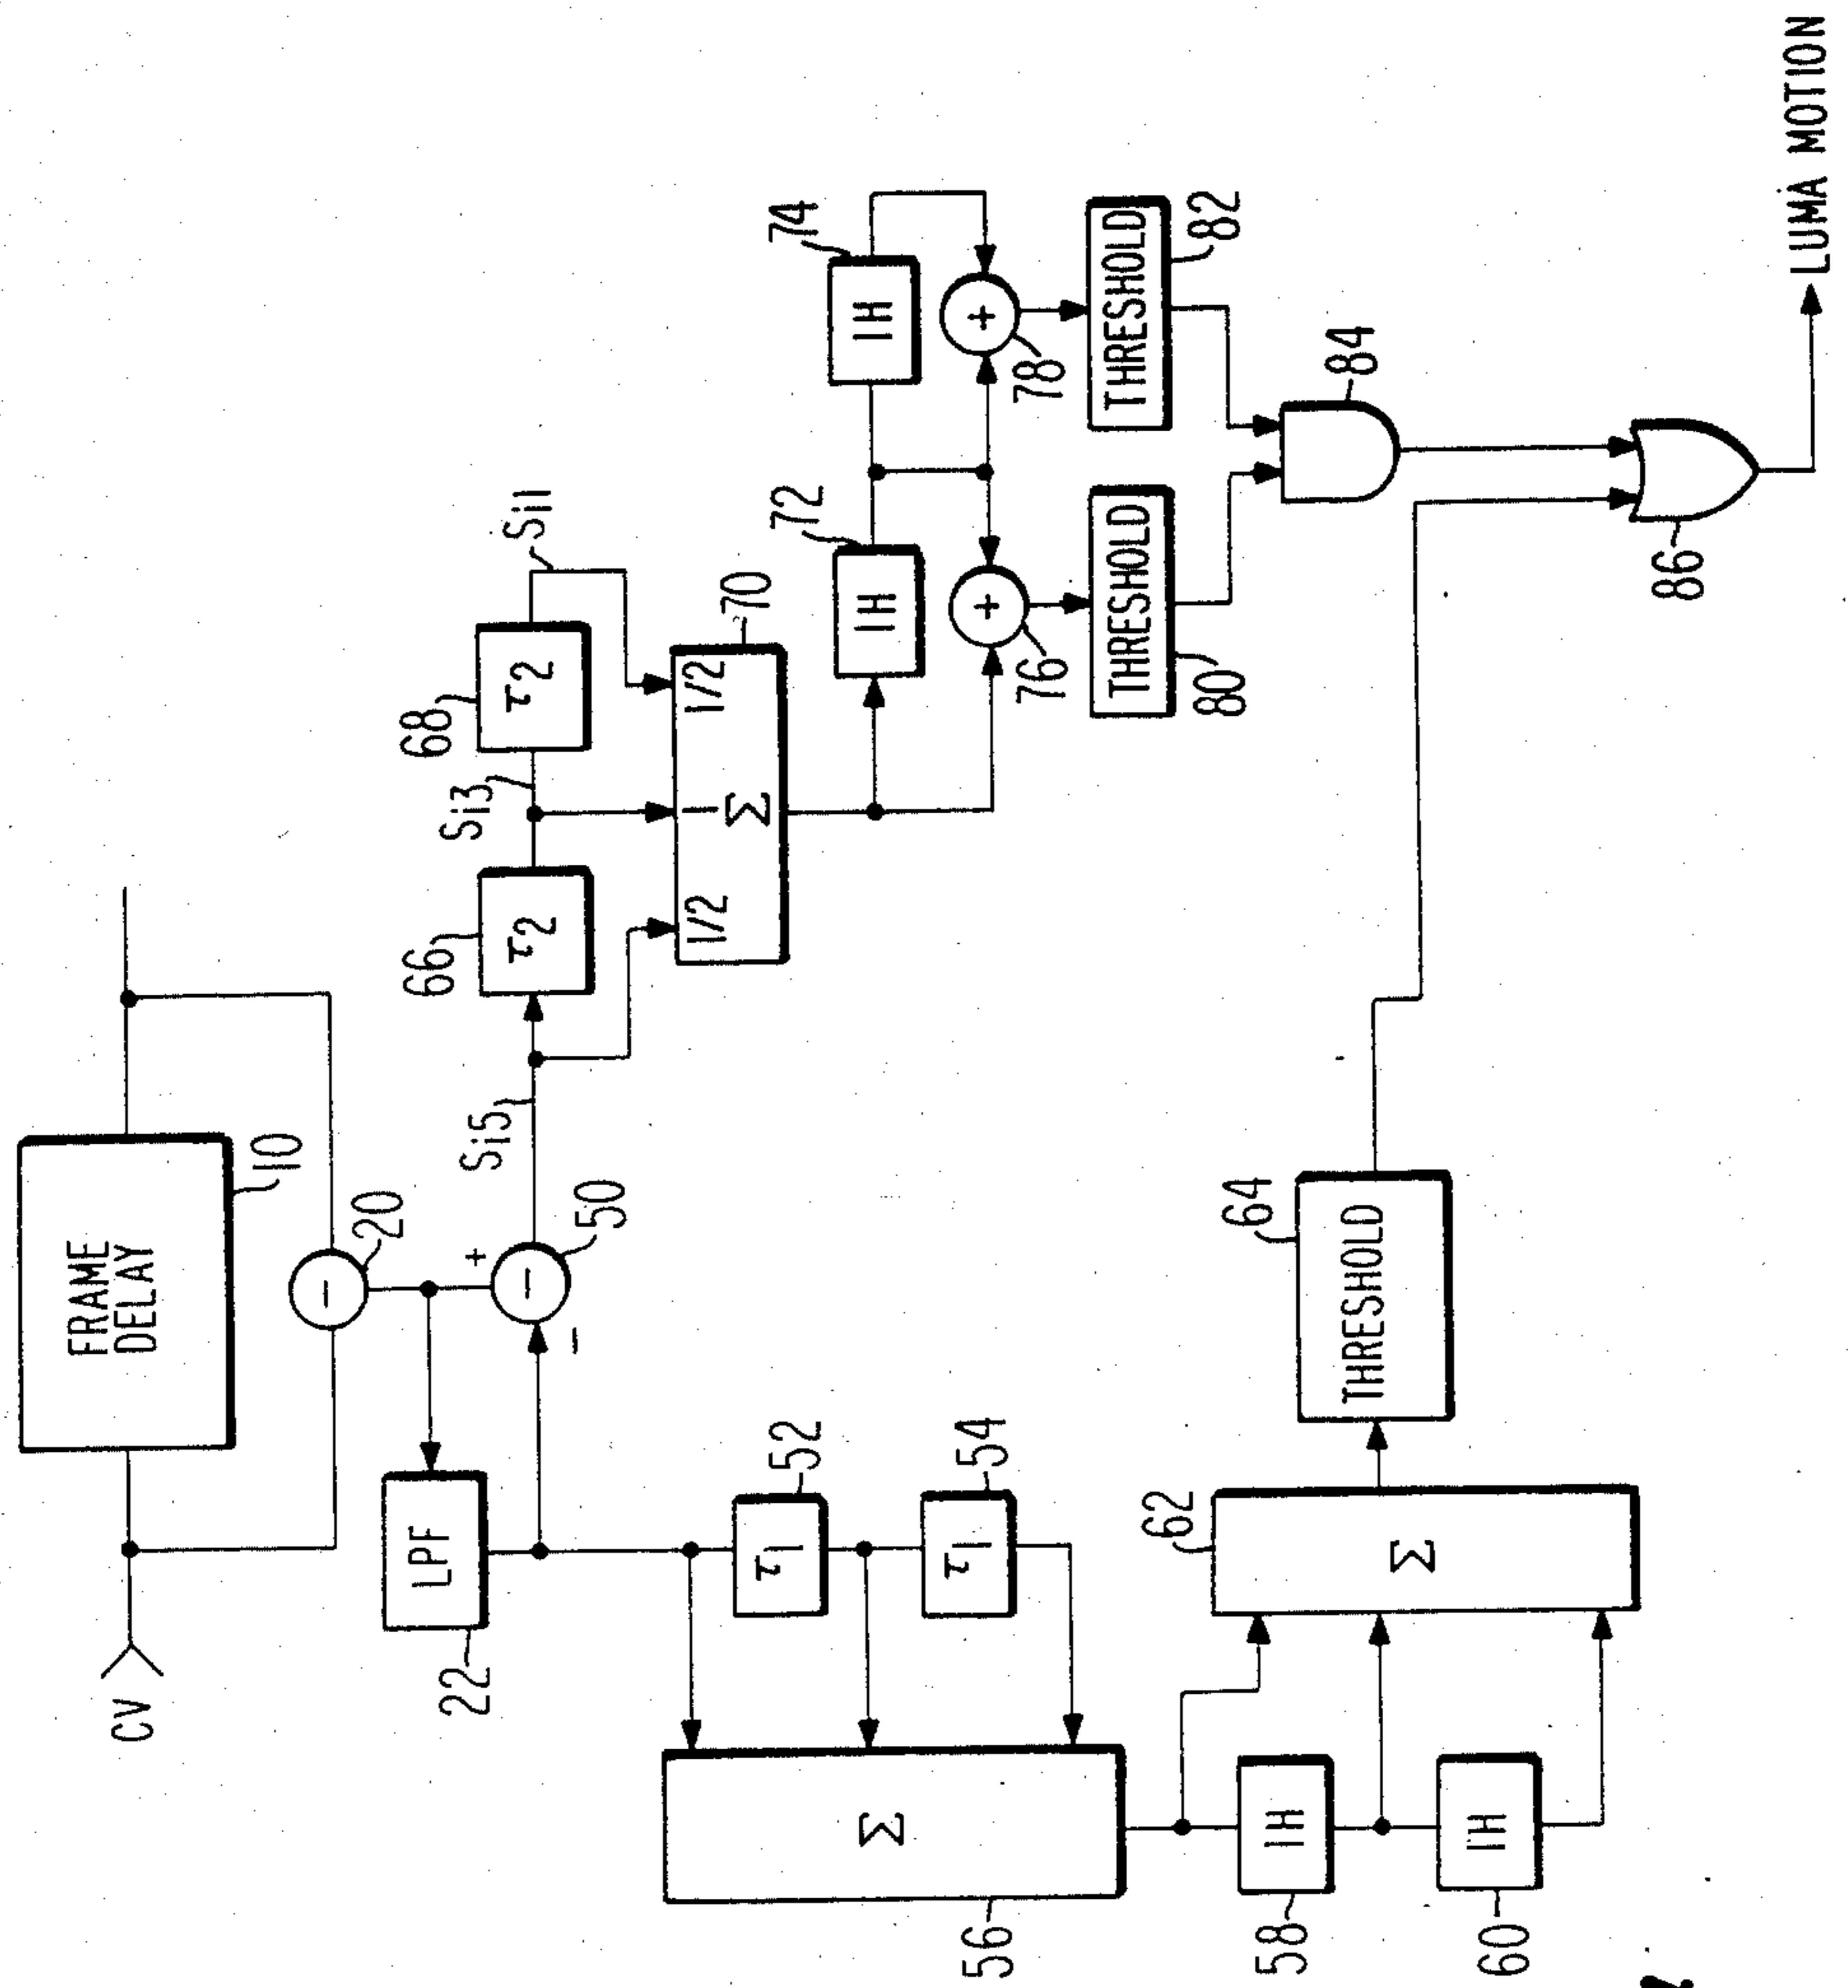 CV
FRAME
DELAY
10
−
20
LPF
22
+
−
50
−
Si5
66
τ2
Si3
68
τ2
Si1
1/2
1
1/2
Σ
70
72
1H
74
1H
+
76
+
78
THRESHOLD
80
THRESHOLD
82
84
86
LUMA MOTION
τ1
52
τ1
54
Σ
56
1H
58
1H
60
Σ
62
THRESHOLD
64